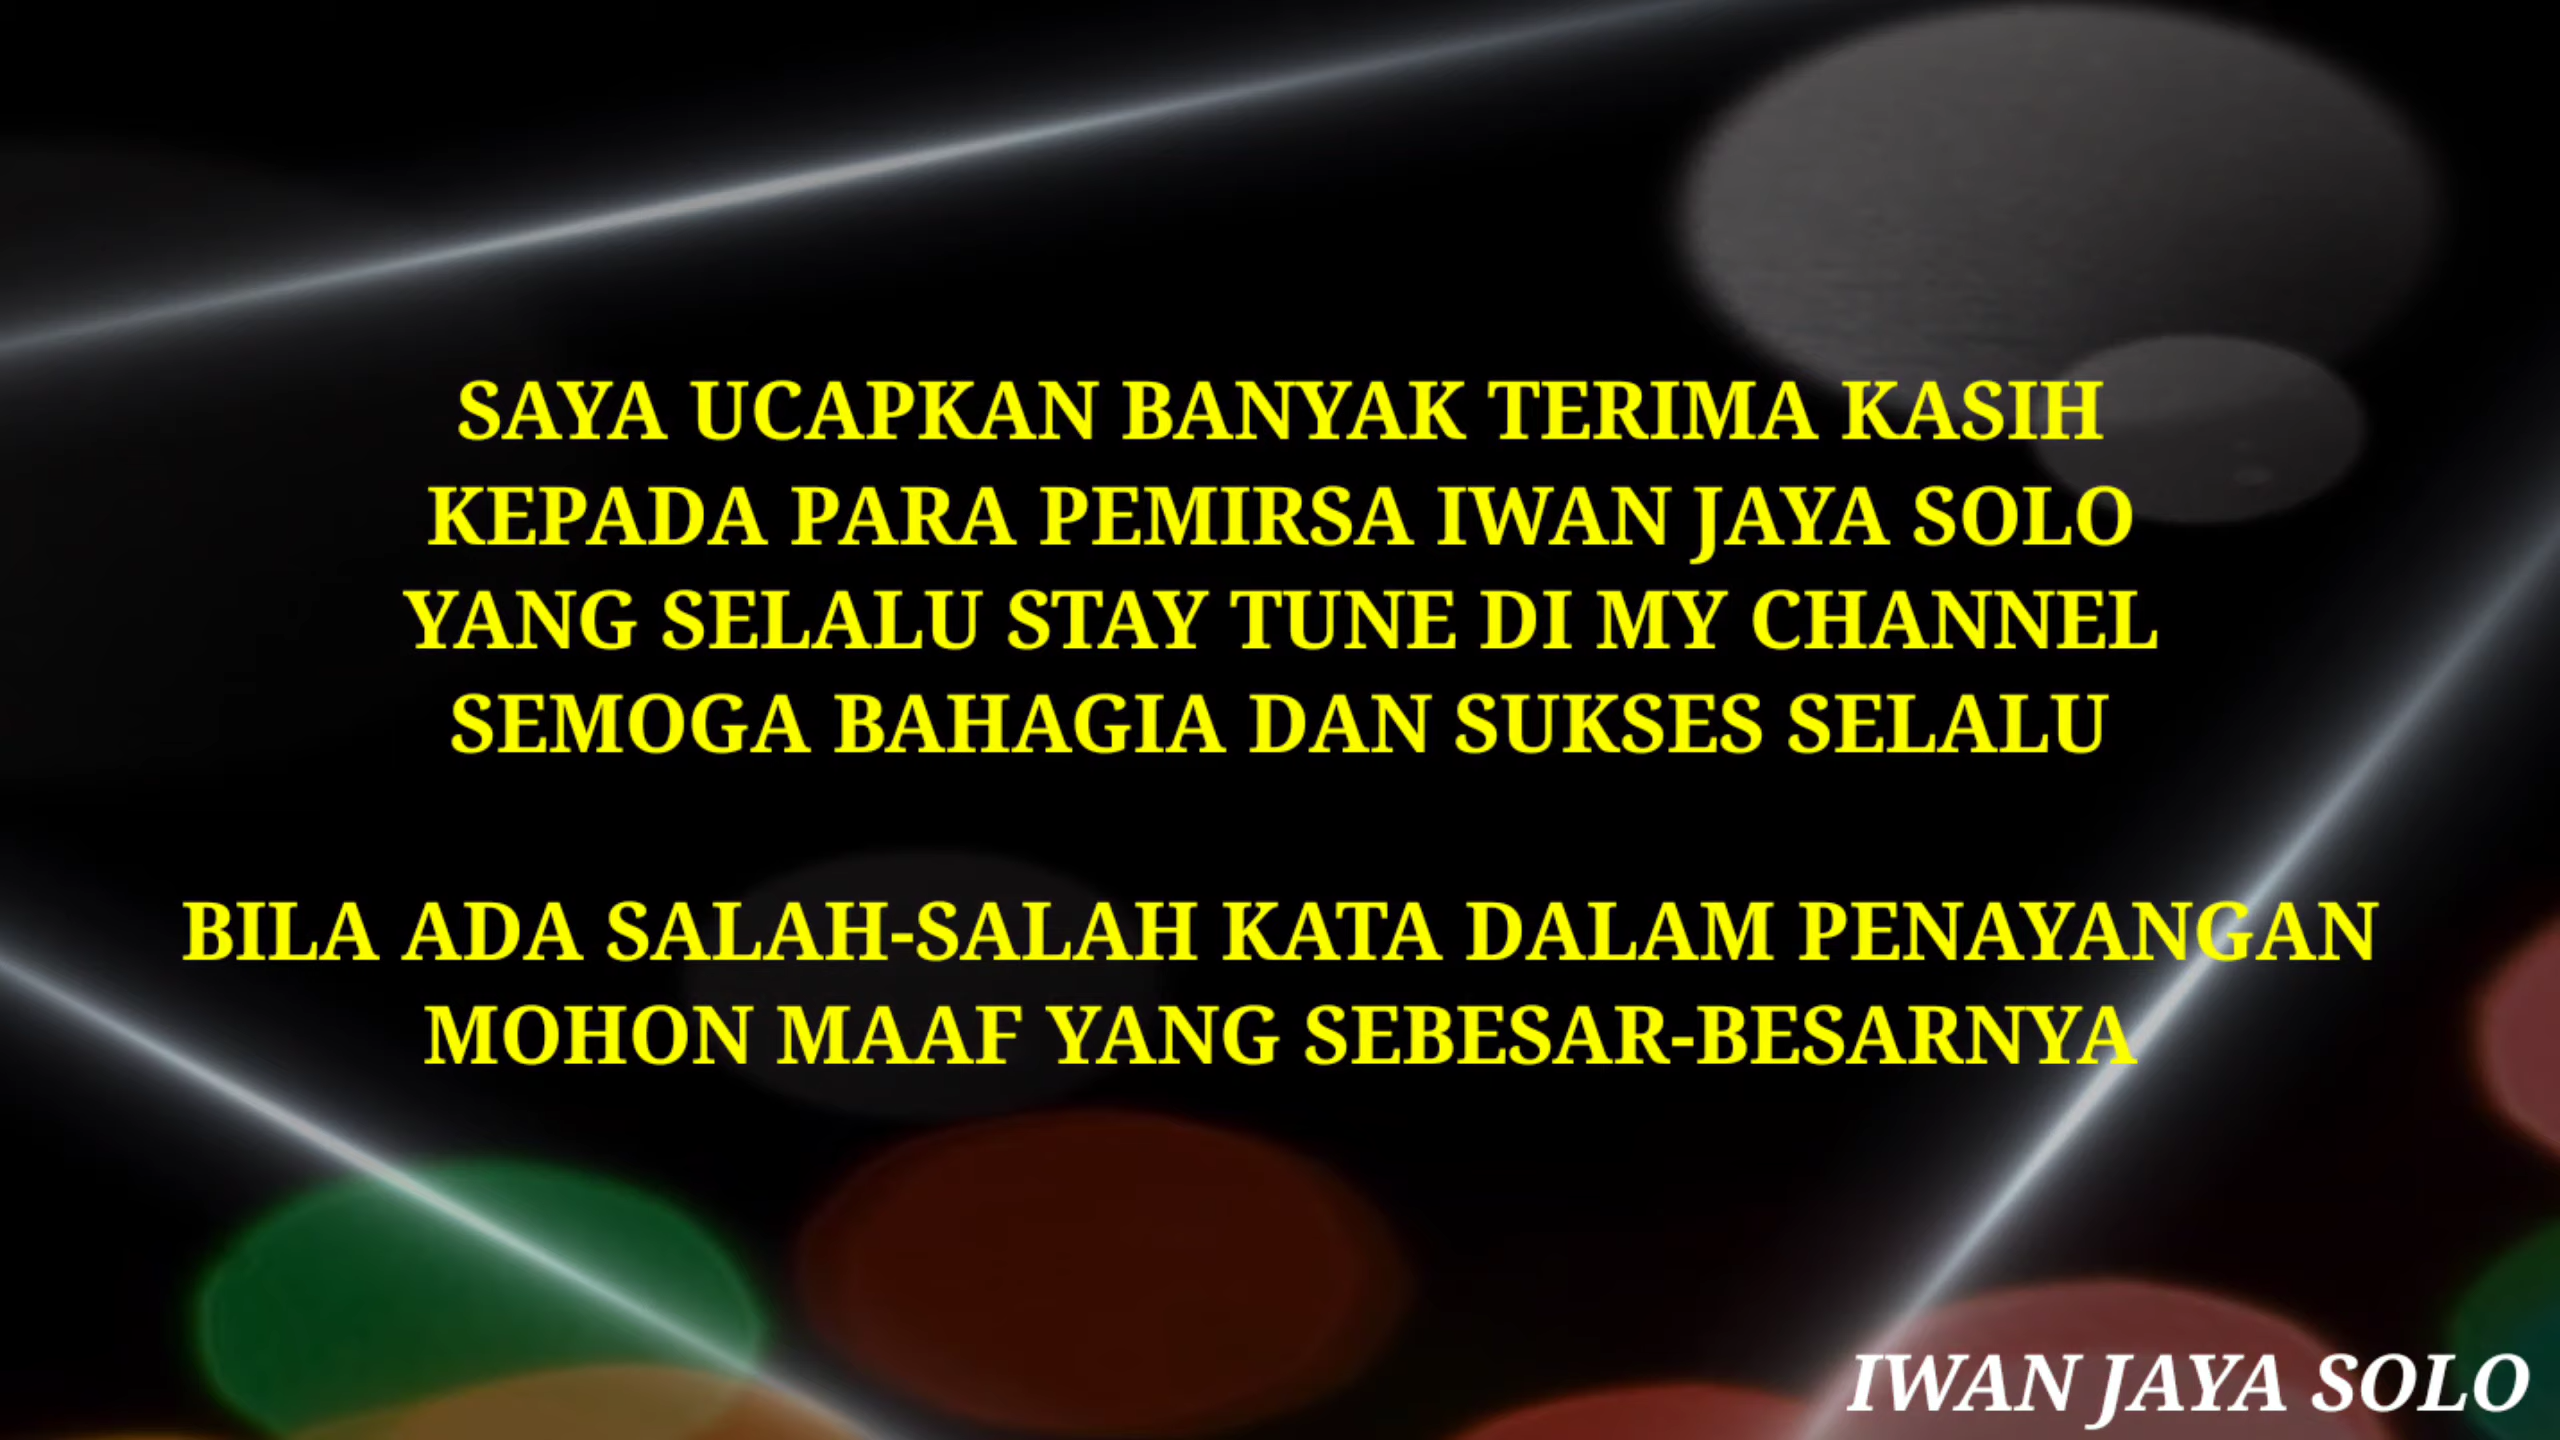 SAYA UCAPKAN BANYAK TERIMA KASIH
KEPADA PARA PEMIRSA IWAN JAYA SOLO
YANG SELALU STAY TUNE DI MY CHANNEL
SEMOGA BAHAGIA DAN SUKSES SELALU
BILA ADA SALAH-SALAH KATA DALAM PENAYANGAN
MOHON MAAF YANG SEBESAR-BESARNYA
IWAN JAYA SOLO